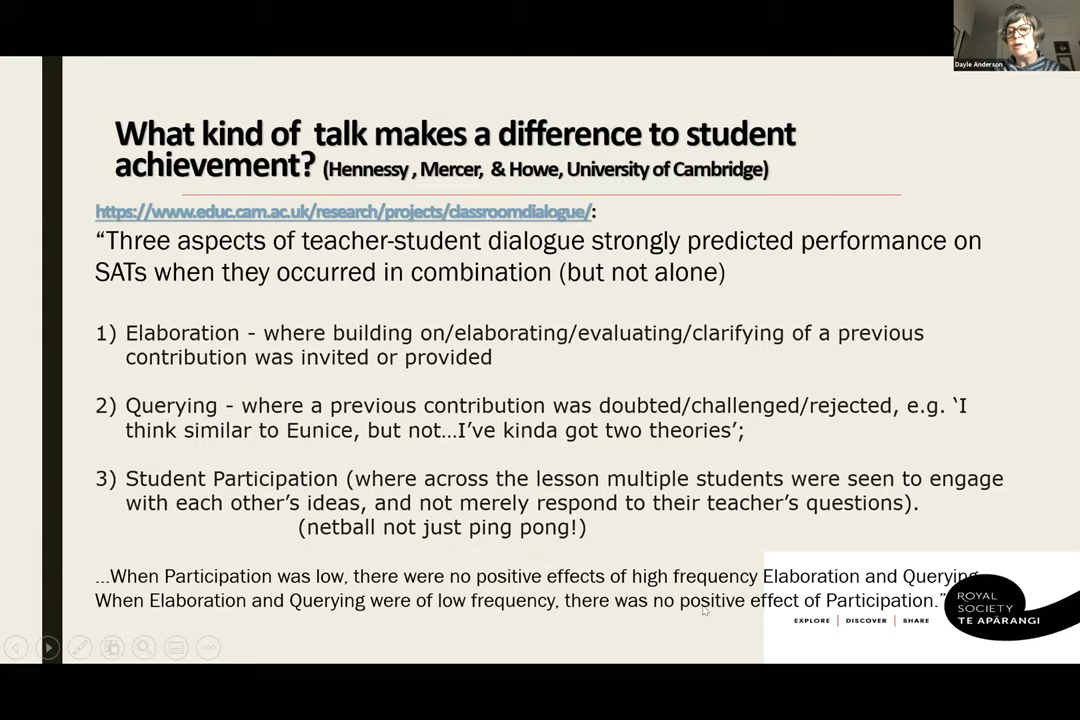 Dayle Anderson
What kind of  talk makes a difference to student
achievement? (Hennessy , Mercer,  & Howe, University of Cambridge)
https://www.educ.cam.ac.uk/research/projects/classroomdialogue/:
“Three aspects of teacher-student dialogue strongly predicted performance on
SATs when they occurred in combination (but not alone)
1) Elaboration - where building on/elaborating/evaluating/clarifying of a previous
contribution was invited or provided
2) Querying - where a previous contribution was doubted/challenged/rejected, e.g. ‘I
think similar to Eunice, but not…I’ve kinda got two theories’;
3) Student Participation (where across the lesson multiple students were seen to engage
with each other’s ideas, and not merely respond to their teacher’s questions).
(netball not just ping pong!)
…When Participation was low, there were no positive effects of high frequency Elaboration and Querying.
When Elaboration and Querying were of low frequency, there was no positive effect of Participation.”
ROYAL
SOCIETY
TE APĀRANGI
EXPLORE | DISCOVER | SHARE